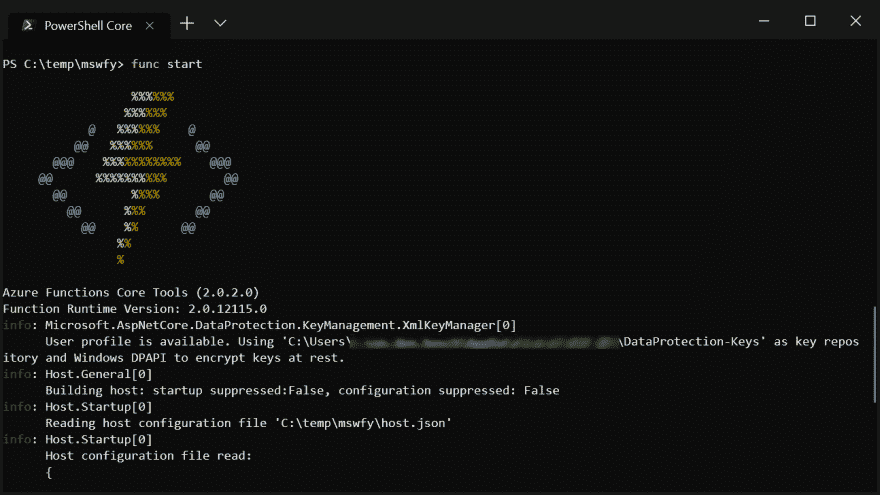 PowerShell Core
PS C:\temp\mswfy> func start
%%%%%%
%%%%%%
@ %%%%%% @
@@ %%%%%% @@
@@@ %%%%%%%%%%% @@@
@@ %%%%%%%%%% @@
@@ %%%% @@
@@ %%% @@
@@ %% @@
%%
%
Azure Functions Core Tools (2.0.2.0)
Function Runtime Version: 2.0.12115.0
info: Microsoft.AspNetCore.DataProtection.KeyManagement.XmlKeyManager[0]
User profile is available. Using 'C:\Users\ \DataProtection-Keys' as key repos
itory and Windows DPAPI to encrypt keys at rest.
info: Host.General[0]
Building host: startup suppressed:False, configuration suppressed: False
info: Host.Startup[0]
Reading host configuration file 'C:\temp\mswfy\host.json'
info: Host.Startup[0]
Host configuration file read:
{